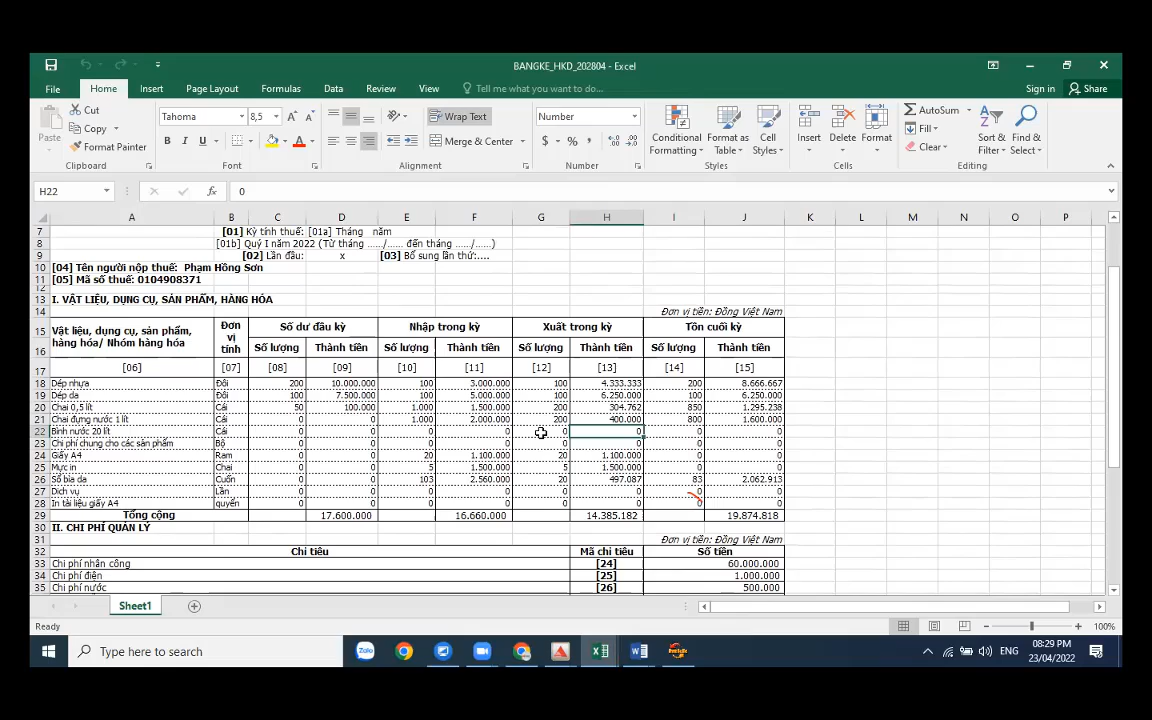 BANGKE_HKD_202804 - Excel
File Home Insert Page Layout Formulas Data Review View Tell me what you want to do... Sign in Share
Cut
Copy
Format Painter
Paste
Tahoma 8,5
B I U
Wrap Text
Merge & Center
Number
Conditional Formatting
Format as Table
Cell Styles
Insert Delete Format
AutoSum
Fill
Clear
Sort & Filter
Find & Select
Clipboard Font Alignment Number Styles Cells Editing
H22 fx 0
A B C D E F G H I J K L M N O P
7 [01] Kỳ tính thuế: [01a] Tháng năm
8 [01b] Quý I năm 2022 (Từ tháng ...../..... đến tháng ...../.....)
9 [02] Lần đầu: x [03] Bổ sung lần thứ:....
10 [04] Tên người nộp thuế: Phạm Hồng Sơn
11 [05] Mã số thuế: 0104908371
12
13 I. VẬT LIỆU, DỤNG CỤ, SẢN PHẨM, HÀNG HÓA
14 Đơn vị tiền: Đồng Việt Nam
15 Vật liệu, dụng cụ, sản phẩm, hàng hóa/ Nhóm hàng hóa Đơn vị tính Số dư đầu kỳ Nhập trong kỳ Xuất trong kỳ Tồn cuối kỳ
16 Số lượng Thành tiền Số lượng Thành tiền Số lượng Thành tiền Số lượng Thành tiền
17 [06] [07] [08] [09] [10] [11] [12] [13] [14] [15]
18 Dép nhựa Đôi 200 10.000.000 100 3.000.000 100 4.333.333 200 8.666.667
19 Dép da Đôi 100 7.500.000 100 5.000.000 100 6.250.000 100 6.250.000
20 Chai 0,5 lít Cái 50 100.000 1.000 1.500.000 200 304.762 850 1.295.238
21 Chai đựng nước 1 lít Cái 0 0 1.000 2.000.000 200 400.000 800 1.600.000
22 Bình nước 20 lít Cái 0 0 0 0 0 0 0 0
23 Chi phí chung cho các sản phẩm Bộ 0 0 0 0 0 0 0 0
24 Giấy A4 Ram 0 0 20 1.100.000 20 1.100.000 0 0
25 Mực in Chai 0 0 5 1.500.000 5 1.500.000 0 0
26 Sổ bìa da Cuốn 0 0 103 2.560.000 20 497.087 83 2.062.913
27 Dịch vụ Lần 0 0 0 0 0 0 0 0
28 In tài liệu giấy A4 quyển 0 0 0 0 0 0 0 0
29 Tổng cộng 17.600.000 16.660.000 14.385.182 19.874.818
30 II. CHI PHÍ QUẢN LÝ
31 Đơn vị tiền: Đồng Việt Nam
32 Chỉ tiêu Mã chỉ tiêu Số tiền
33 Chi phí nhân công [24] 60.000.000
34 Chi phí điện [25] 1.000.000
35 Chi phí nước [26] 500.000
Sheet1
Ready 100%
Type here to search
Zalo
ENG
08:29 PM
23/04/2022